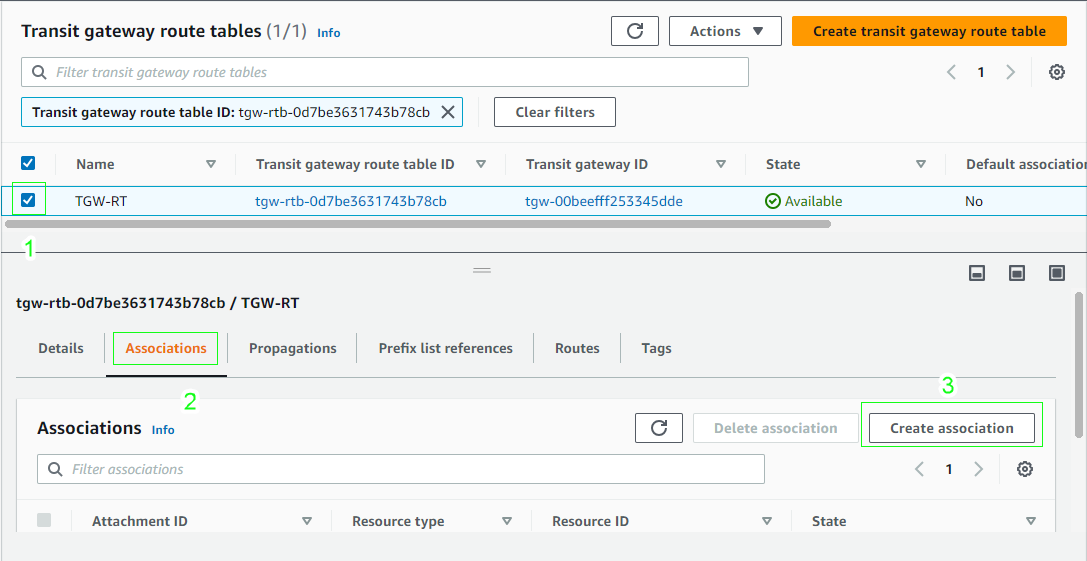 Transit gateway route tables (1/1) Info
Actions
Create transit gateway route table
Filter transit gateway route tables
1
Transit gateway route table ID: tgw-rtb-0d7be3631743b78cb
Clear filters
Name Transit gateway route table ID Transit gateway ID State Default association
TGW-RT tgw-rtb-0d7be3631743b78cb tgw-00beefff253345dde Available No
1
tgw-rtb-0d7be3631743b78cb / TGW-RT
Details Associations Propagations Prefix list references Routes Tags
2
3
Associations Info
Delete association
Create association
Filter associations
1
Attachment ID Resource type Resource ID State